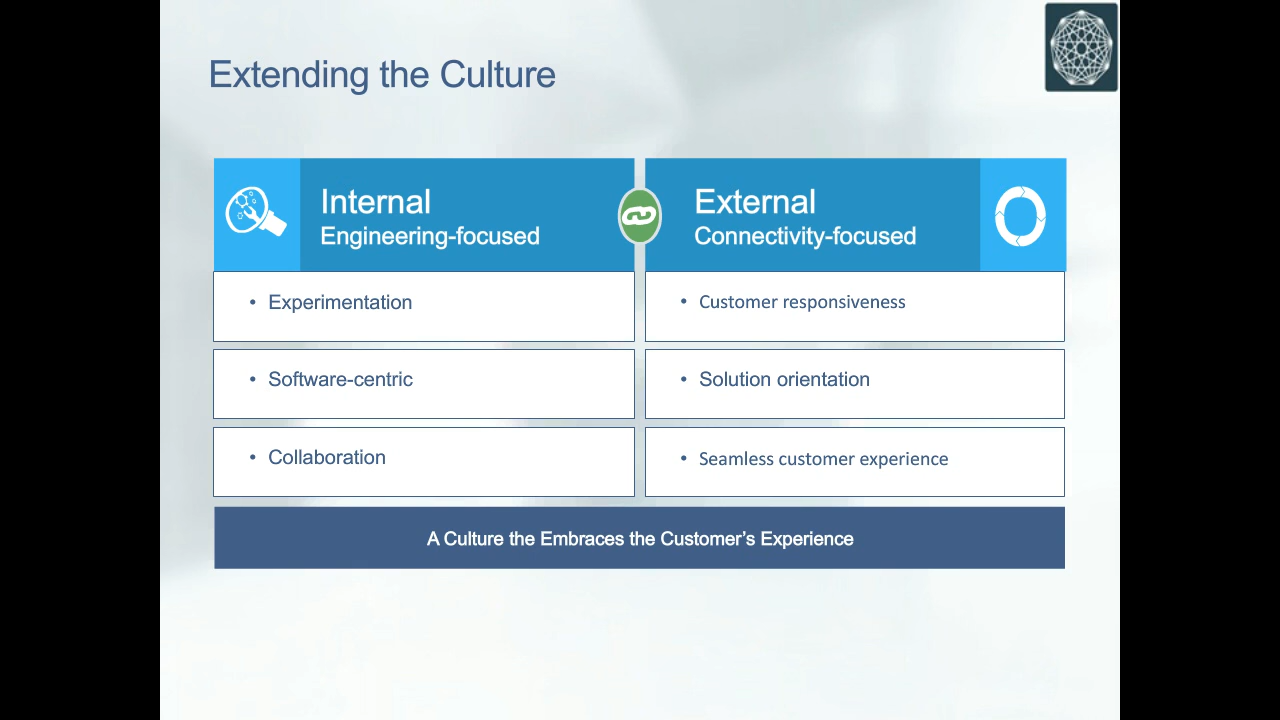 Extending the Culture
Internal
Engineering-focused
External
Connectivity-focused
• Experimentation
• Customer responsiveness
• Software-centric
• Solution orientation
• Collaboration
• Seamless customer experience
A Culture the Embraces the Customer’s Experience